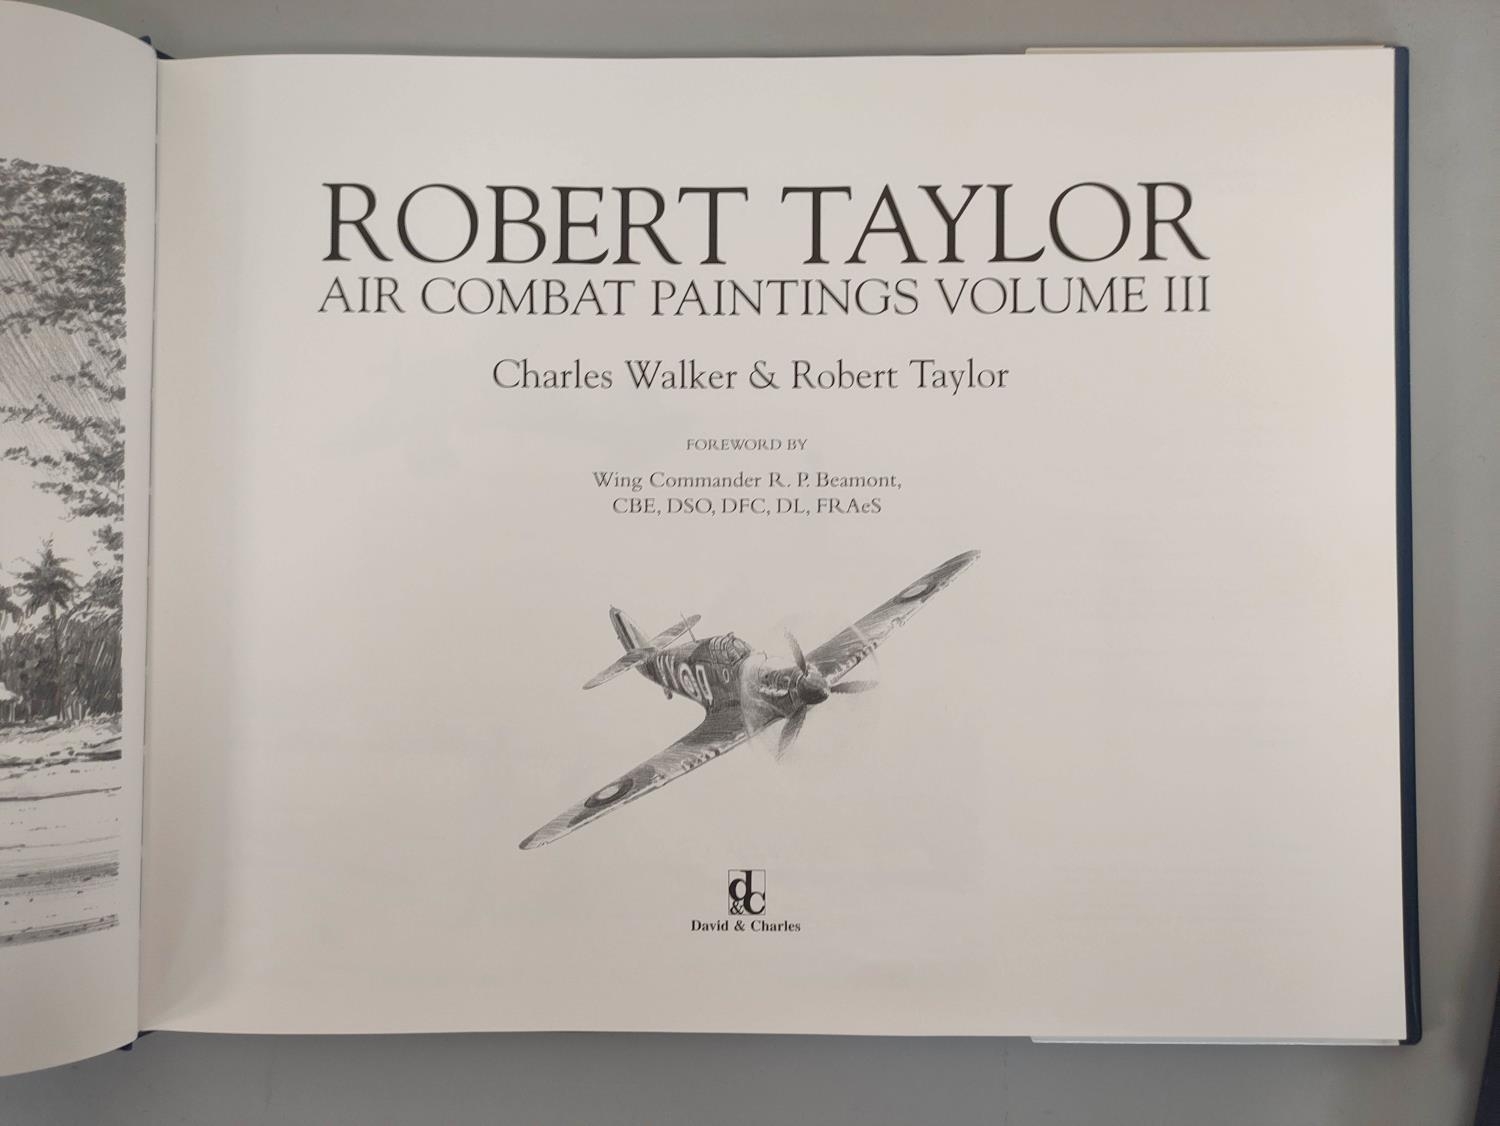 ROBERT TAYLOR
AIR COMBAT PAINTINGS VOLUME III
Charles Walker & Robert Taylor
FOREWORD BY
Wing Commander R. P. Beamont,
CBE, DSO, DFC, DL, FRAeS
d&c
David & Charles